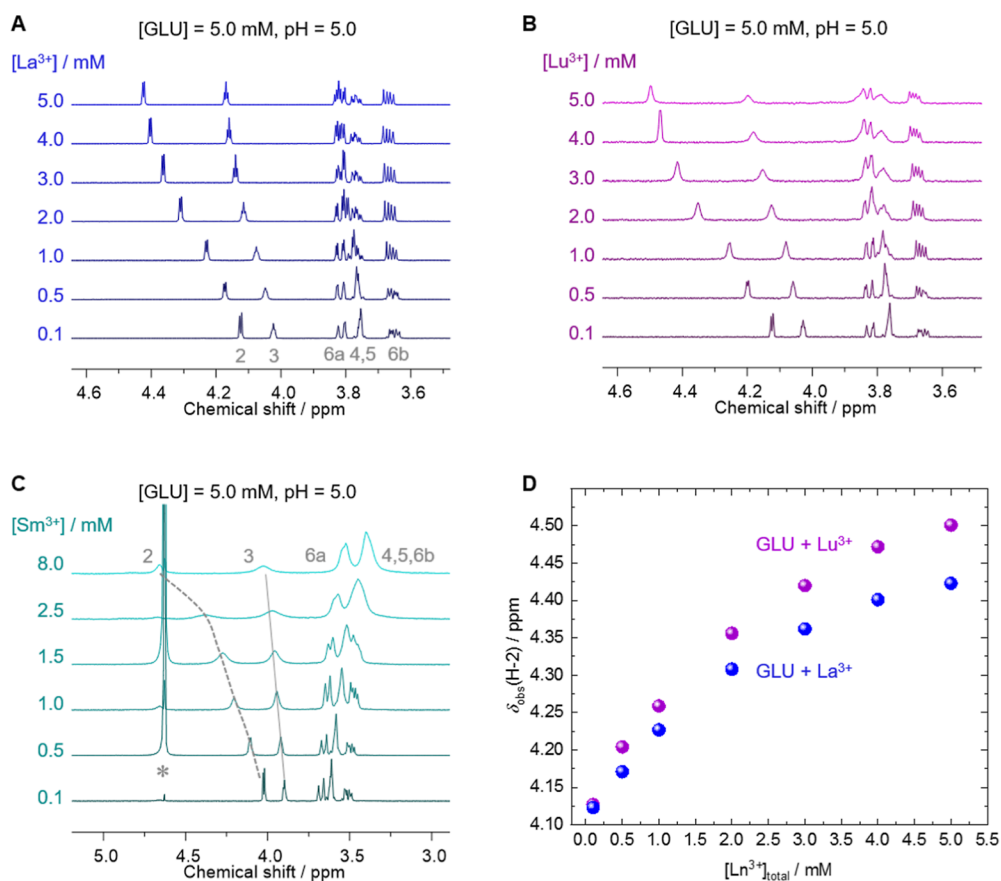 A
[GLU] = 5.0 mM, pH = 5.0
[La³⁺] / mM
5.0
4.0
3.0
2.0
1.0
0.5
0.1
2 3 6a 4,5 6b
4.6 4.4 4.2 4.0 3.8 3.6
Chemical shift / ppm
B
[GLU] = 5.0 mM, pH = 5.0
[Lu³⁺] / mM
5.0
4.0
3.0
2.0
1.0
0.5
0.1
4.6 4.4 4.2 4.0 3.8 3.6
Chemical shift / ppm
C
[GLU] = 5.0 mM, pH = 5.0
[Sm³⁺] / mM
2 3 6a 4,5,6b
8.0
2.5
1.5
1.0
0.5
*
0.1
5.0 4.5 4.0 3.5 3.0
Chemical shift / ppm
D
4.50
4.45
4.40
4.35
4.30
4.25
4.20
4.15
4.10
δobs(H-2) / ppm
GLU + Lu³⁺
GLU + La³⁺
0.0 0.5 1.0 1.5 2.0 2.5 3.0 3.5 4.0 4.5 5.0 5.5
[Ln³⁺]total / mM